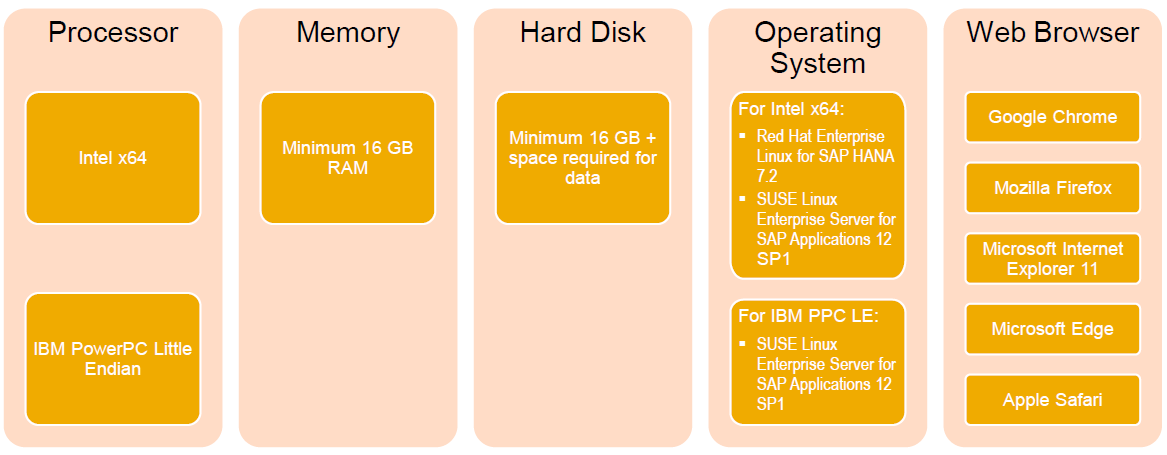 Processor
Intel x64
IBM PowerPC Little
Endian
Memory
Minimum 16 GB
RAM
Hard Disk
Minimum 16 GB +
space required for
data
Operating
System
For Intel x64:
▪ Red Hat Enterprise
Linux for SAP HANA
7.2
▪ SUSE Linux
Enterprise Server for
SAP Applications 12
SP1
For IBM PPC LE:
▪ SUSE Linux
Enterprise Server for
SAP Applications 12
SP1
Web Browser
Google Chrome
Mozilla Firefox
Microsoft Internet
Explorer 11
Microsoft Edge
Apple Safari